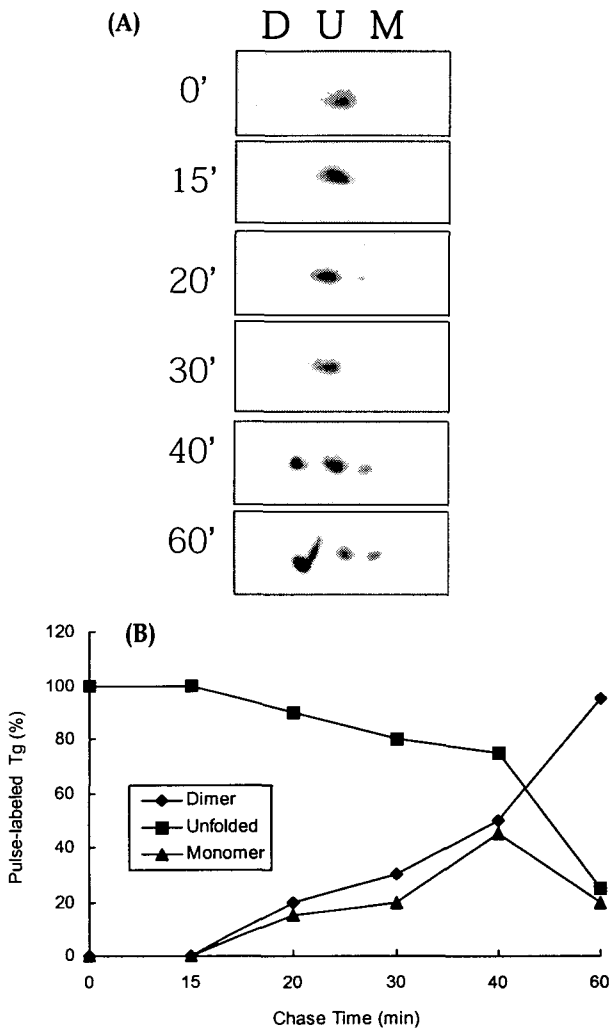 (A) D U M
0'
15'
20'
30'
40'
60'
(B)
120
100
80
60
40
20
0
Pulse-labeled Tg (%)
Dimer
Unfolded
Monomer
0 15 20 30 40 60
Chase Time (min)